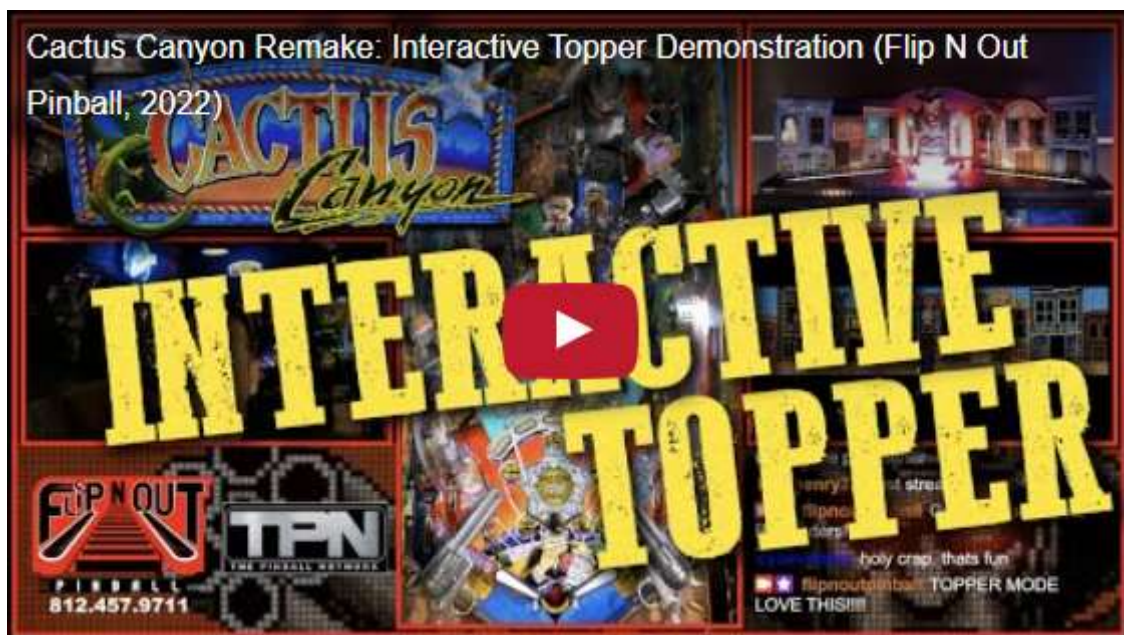 Cactus Canyon Remake: Interactive Topper Demonstration (Flip N Out
Pinball, 2022)
CACTUS
Canyon
INTERACTIVE
TOPPER
FLIP N OUT
PINBALL
812.457.9711
TPN
THE PINBALL NETWORK
holy crap, thats fun
flipnoutpinball TOPPER MODE
LOVE THIS!!!!